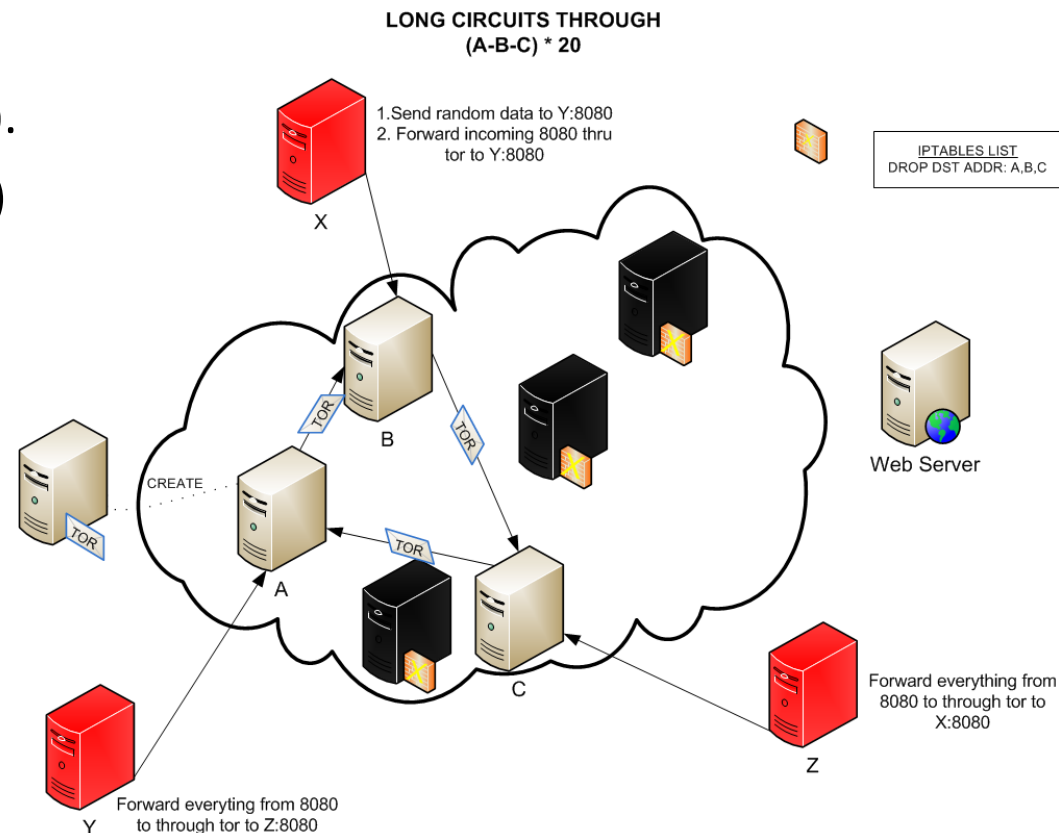 LONG CIRCUITS THROUGH
(A-B-C) * 20
).
)
1.Send random data to Y:8080
2. Forward incoming 8080 thru
tor to Y:8080
X
IPTABLES LIST
DROP DST ADDR: A,B,C
TOR
B
TOR
Web Server
CREATE
TOR
TOR
A
C
Forward everything from
8080 to through tor to
X:8080
Z
Forward everyting from 8080
to through tor to Z:8080
Y